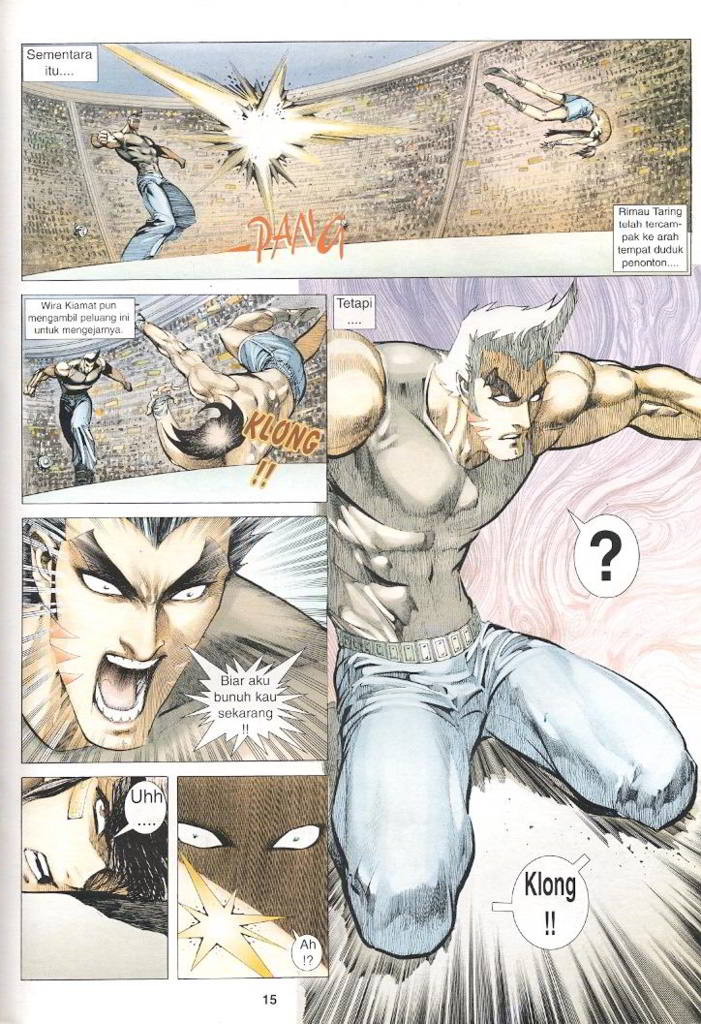 Sementara
itu....
PANG
Rimau Taring
telah tercam-
pak ke arah
tempat duduk
penonton....
Wira Kiamat pun
mengambil peluang ini
untuk mengejarnya.
KLONG
!!
Tetapi
....
?
Biar aku
bunuh kau
sekarang
!!
Uhh
....
Ah
!?
Klong
!!
15